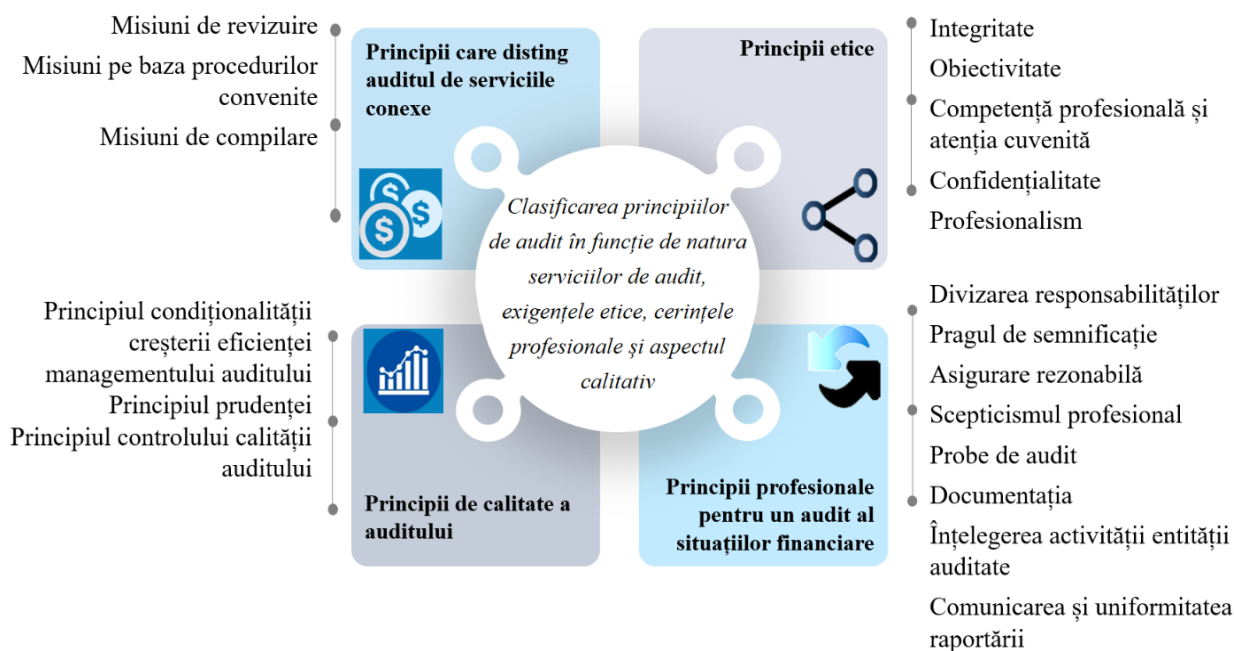 Misiuni de revizuire
Misiuni pe baza procedurilor
convenite
Misiuni de compilare
Principii care disting
auditul de serviciile
conexe
Principii etice
Integritate
Obiectivitate
Competență profesională și
atenția cuvenită
Confidențialitate
Profesionalism
Clasificarea principiilor
de audit în funcție de natura
serviciilor de audit,
exigențele etice, cerințele
profesionale și aspectul
calitativ
Principiul condiționalității
creșterii eficienței
managementului auditului
Principiul prudenței
Principiul controlului calității
auditului
Principii de calitate a
auditului
Principii profesionale
pentru un audit al
situațiilor financiare
Divizarea responsabilităților
Pragul de semnificație
Asigurare rezonabilă
Scepticismul profesional
Probe de audit
Documentația
Înțelegerea activității entității
auditate
Comunicarea și uniformitatea
raportării